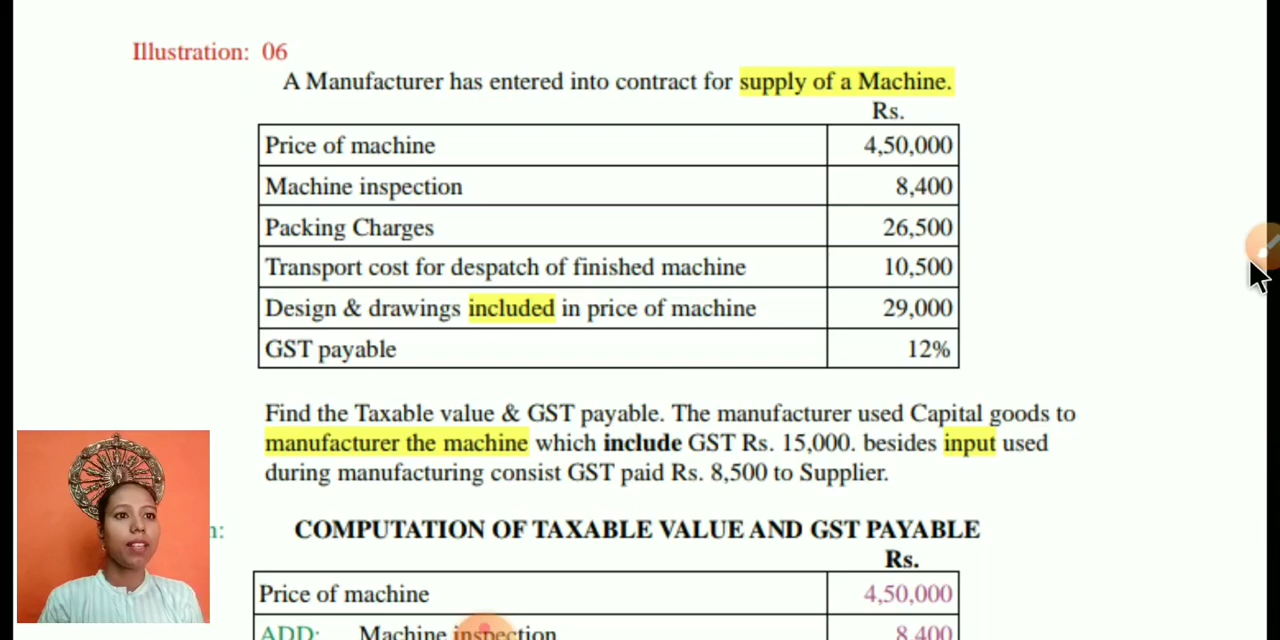 Illustration: 06
A Manufacturer has entered into contract for supply of a Machine.
Rs.
Price of machine 4,50,000
Machine inspection 8,400
Packing Charges 26,500
Transport cost for despatch of finished machine 10,500
Design & drawings included in price of machine 29,000
GST payable 12%
Find the Taxable value & GST payable. The manufacturer used Capital goods to
manufacturer the machine which include GST Rs. 15,000. besides input used
during manufacturing consist GST paid Rs. 8,500 to Supplier.
n: COMPUTATION OF TAXABLE VALUE AND GST PAYABLE
Rs.
Price of machine 4,50,000
ADD: Machine inspection 8,400